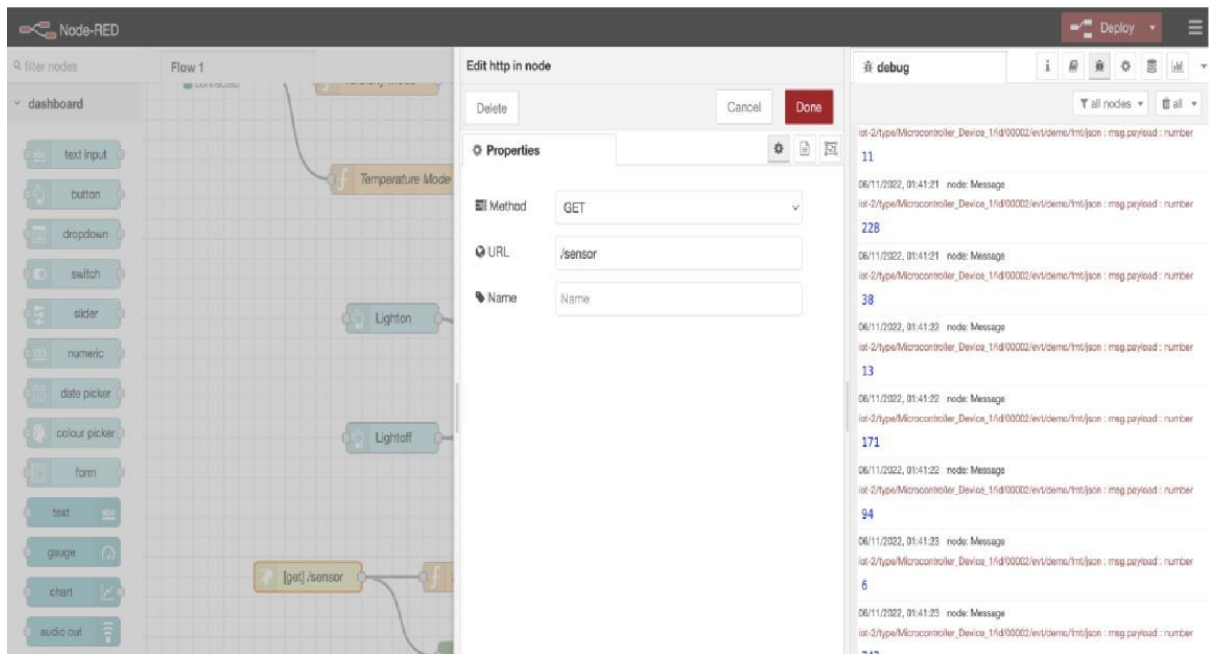 Node-RED
Deploy
filter nodes
dashboard
text input
button
dropdown
switch
slider
numeric
date picker
colour picker
form
text
gauge
chart
audio out
Flow 1
connected
Temperature Mode
Lighton
Lightoff
[get] /sensor
Edit http in node
Delete
Cancel
Done
Properties
Method
GET
URL
/sensor
Name
Name
debug
all nodes
all
iot-2/type/Microcontroller_Device_1/id/00002/evt/demo/fmt/json : msg.payload : number
11
06/11/2022, 01:41:21 node: Message
iot-2/type/Microcontroller_Device_1/id/00002/evt/demo/fmt/json : msg.payload : number
228
06/11/2022, 01:41:21 node: Message
iot-2/type/Microcontroller_Device_1/id/00002/evt/demo/fmt/json : msg.payload : number
38
06/11/2022, 01:41:22 node: Message
iot-2/type/Microcontroller_Device_1/id/00002/evt/demo/fmt/json : msg.payload : number
13
06/11/2022, 01:41:22 node: Message
iot-2/type/Microcontroller_Device_1/id/00002/evt/demo/fmt/json : msg.payload : number
171
06/11/2022, 01:41:22 node: Message
iot-2/type/Microcontroller_Device_1/id/00002/evt/demo/fmt/json : msg.payload : number
94
06/11/2022, 01:41:23 node: Message
iot-2/type/Microcontroller_Device_1/id/00002/evt/demo/fmt/json : msg.payload : number
6
06/11/2022, 01:41:23 node: Message
iot-2/type/Microcontroller_Device_1/id/00002/evt/demo/fmt/json : msg.payload : number